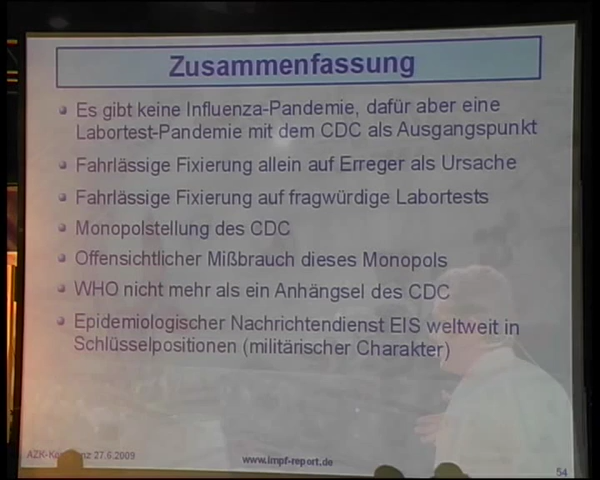 Zusammenfassung
Es gibt keine Influenza-Pandemie, dafür aber eine
Labortest-Pandemie mit dem CDC als Ausgangspunkt
Fahrlässige Fixierung allein auf Erreger als Ursache
Fahrlässige Fixierung auf fragwürdige Labortests
Monopolstellung des CDC
Offensichtlicher Mißbrauch dieses Monopols
WHO nicht mehr als ein Anhängsel des CDC
Epidemiologischer Nachrichtendienst EIS weltweit in
Schlüsselpositionen (militärischer Charakter)
AZK- 27.6.2009
www.impf-report.de
54